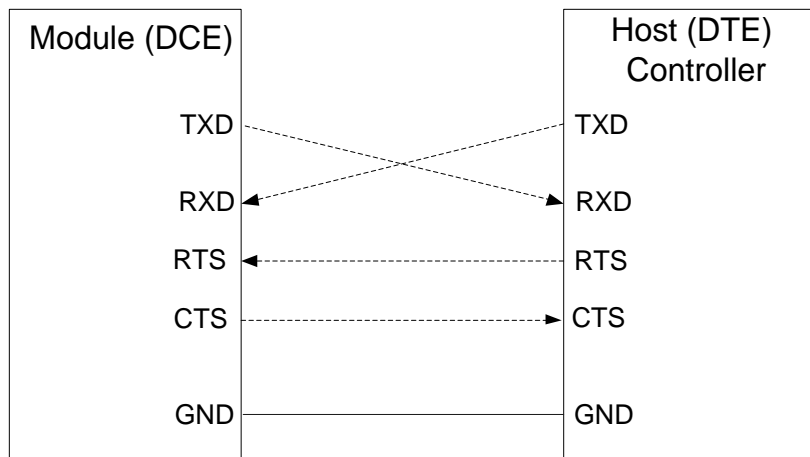 Module (DCE)
Host (DTE)
Controller
TXD
TXD
RXD
RXD
RTS
RTS
CTS
CTS
GND
GND